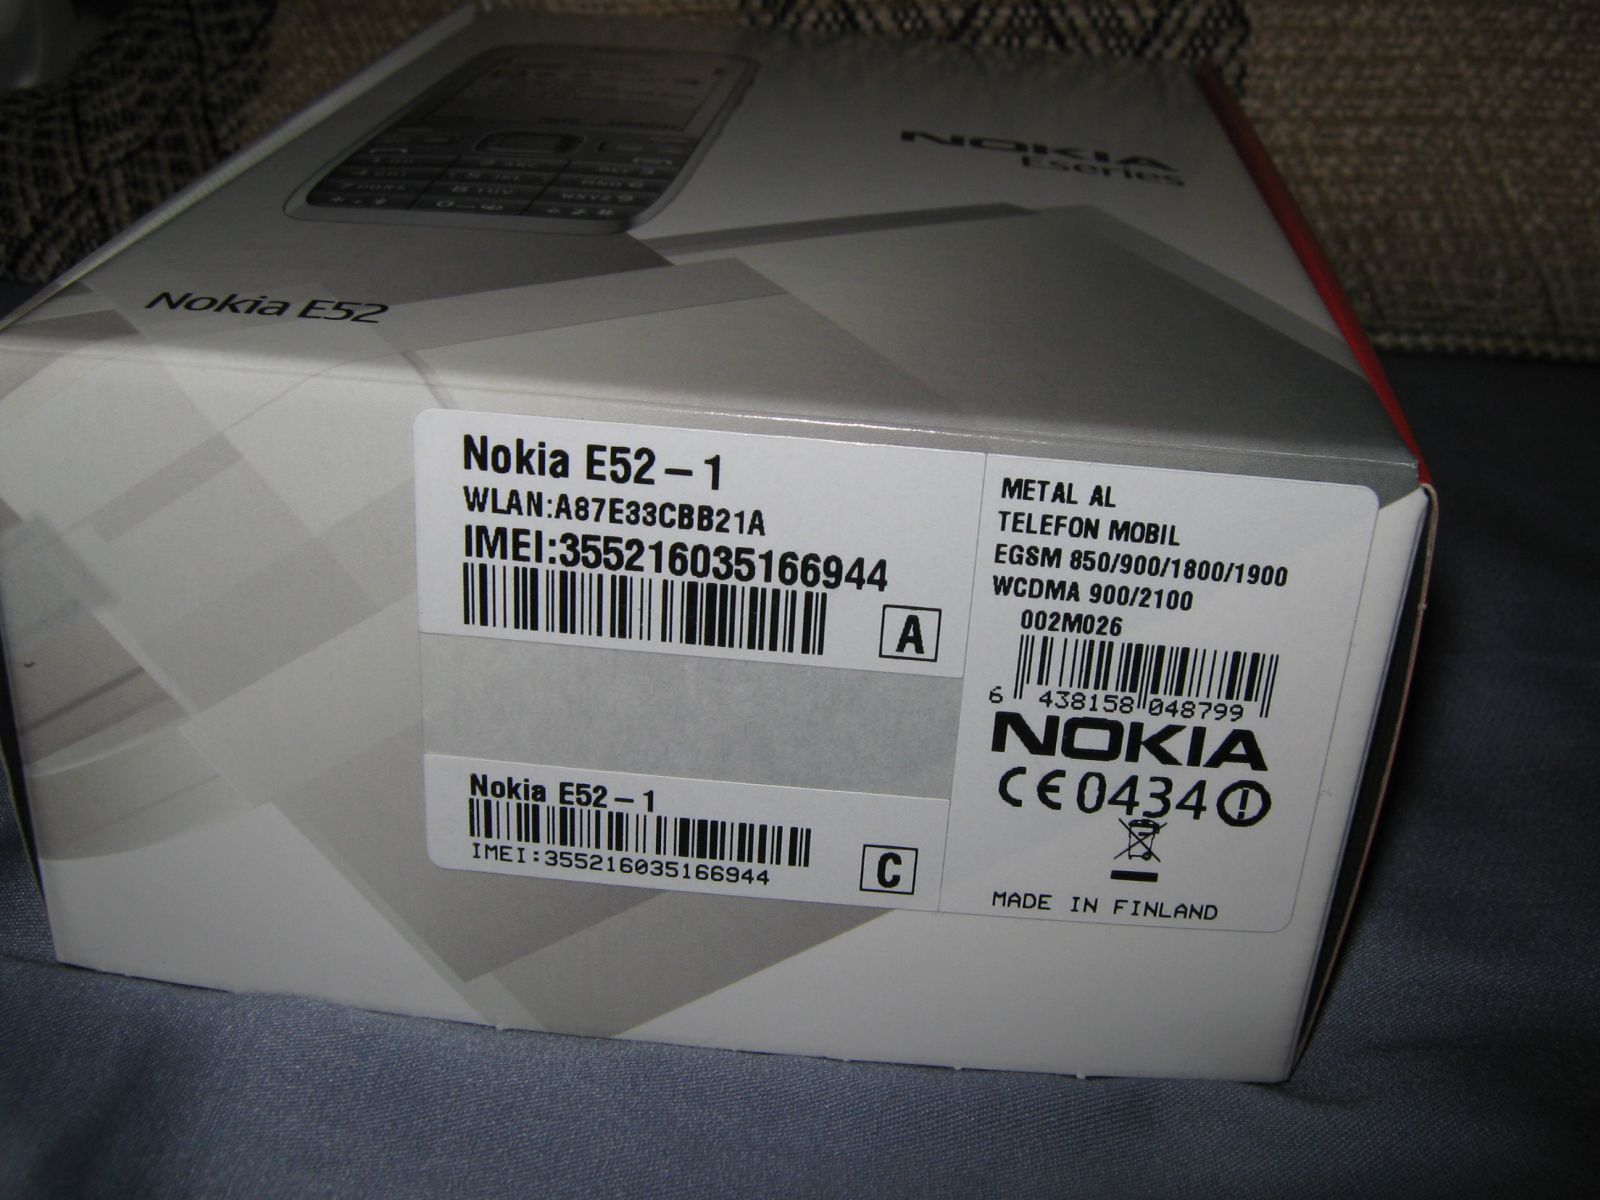 NOKIA
Eseries
Nokia E52
Nokia E52-1
WLAN:A87E33CBB21A
IMEI:355216035166944
A
Nokia E52-1
IMEI:355216035166944
C
METAL AL
TELEFON MOBIL
EGSM 850/900/1800/1900
WCDMA 900/2100
002M026
6 438158 048799
NOKIA
CE0434
MADE IN FINLAND